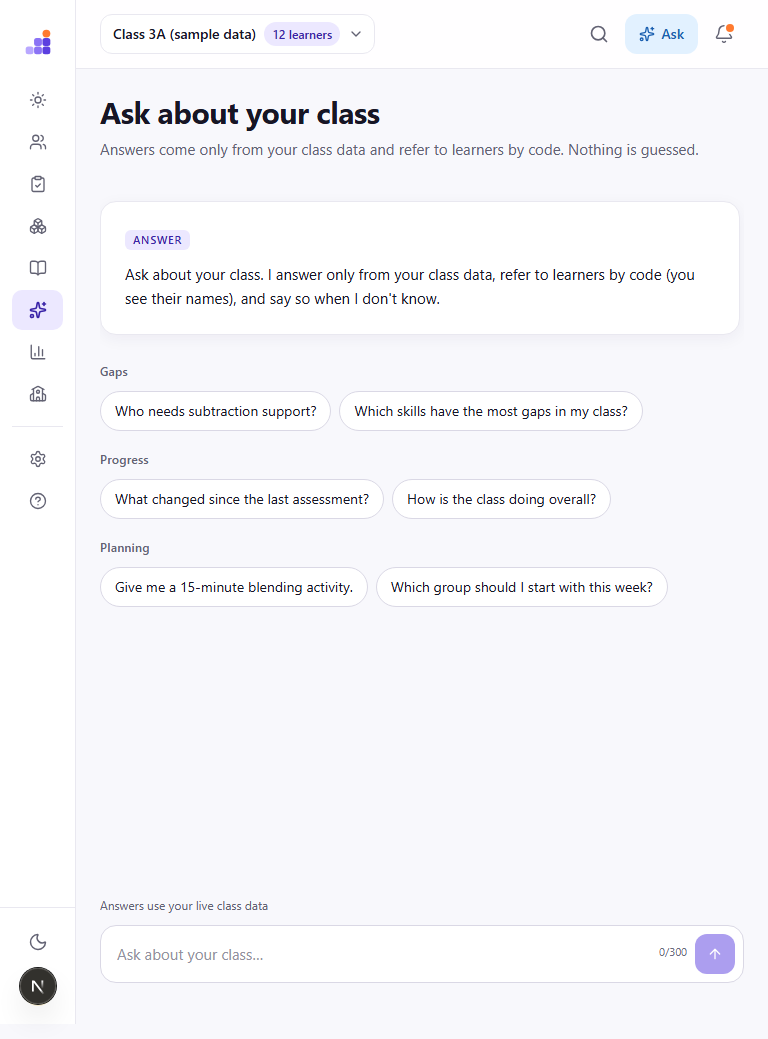 Class 3A (sample data) 12 learners
Ask
Ask about your class
Answers come only from your class data and refer to learners by code. Nothing is guessed.
ANSWER
Ask about your class. I answer only from your class data, refer to learners by code (you
see their names), and say so when I don't know.
Gaps
Who needs subtraction support? Which skills have the most gaps in my class?
Progress
What changed since the last assessment? How is the class doing overall?
Planning
Give me a 15-minute blending activity. Which group should I start with this week?
Answers use your live class data
Ask about your class... 0/300
N